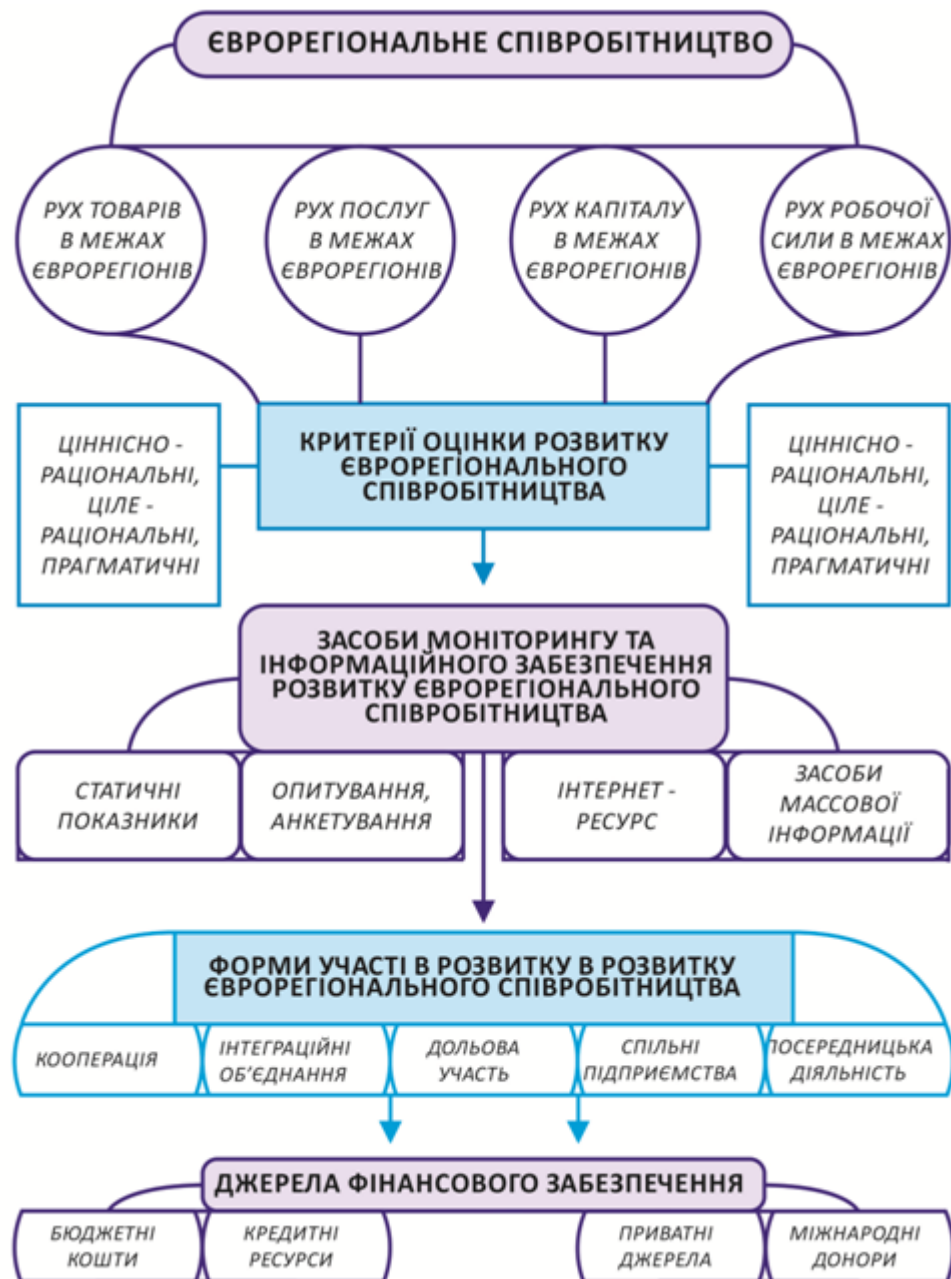 ЄВРОРЕГІОНАЛЬНЕ СПІВРОБІТНИЦТВО
РУХ ТОВАРІВ
В МЕЖАХ
ЄВРОРЕГІОНІВ
РУХ ПОСЛУГ
В МЕЖАХ
ЄВРОРЕГІОНІВ
РУХ КАПІТАЛУ
В МЕЖАХ
ЄВРОРЕГІОНІВ
РУХ РОБОЧОЇ
СИЛИ В МЕЖАХ
ЄВРОРЕГІОНІВ
ЦІННІСНО -
РАЦІОНАЛЬНІ,
ЦІЛЕ -
РАЦІОНАЛЬНІ,
ПРАГМАТИЧНІ
КРИТЕРІЇ ОЦІНКИ РОЗВИТКУ
ЄВРОРЕГІОНАЛЬНОГО
СПІВРОБІТНИЦТВА
ЦІННІСНО -
РАЦІОНАЛЬНІ,
ЦІЛЕ -
РАЦІОНАЛЬНІ,
ПРАГМАТИЧНІ
ЗАСОБИ МОНІТОРИНГУ ТА
ІНФОРМАЦІЙНОГО ЗАБЕЗПЕЧЕННЯ
РОЗВИТКУ ЄВРОРЕГІОНАЛЬНОГО
СПІВРОБІТНИЦТВА
СТАТИЧНІ
ПОКАЗНИКИ
ОПИТУВАННЯ,
АНКЕТУВАННЯ
ІНТЕРНЕТ -
РЕСУРС
ЗАСОБИ
МАССОВОЇ
ІНФОРМАЦІЇ
ФОРМИ УЧАСТІ В РОЗВИТКУ В РОЗВИТКУ
ЄВРОРЕГІОНАЛЬНОГО СПІВРОБІТНИЦТВА
КООПЕРАЦІЯ
ІНТЕГРАЦІЙНІ
ОБ’ЄДНАННЯ
ДОЛЬОВА
УЧАСТЬ
СПІЛЬНІ
ПІДПРИЄМСТВА
ПОСЕРЕДНИЦЬКА
ДІЯЛЬНІСТЬ
ДЖЕРЕЛА ФІНАНСОВОГО ЗАБЕЗПЕЧЕННЯ
БЮДЖЕТНІ
КОШТИ
КРЕДИТНІ
РЕСУРСИ
ПРИВАТНІ
ДЖЕРЕЛА
МІЖНАРОДНІ
ДОНОРИ